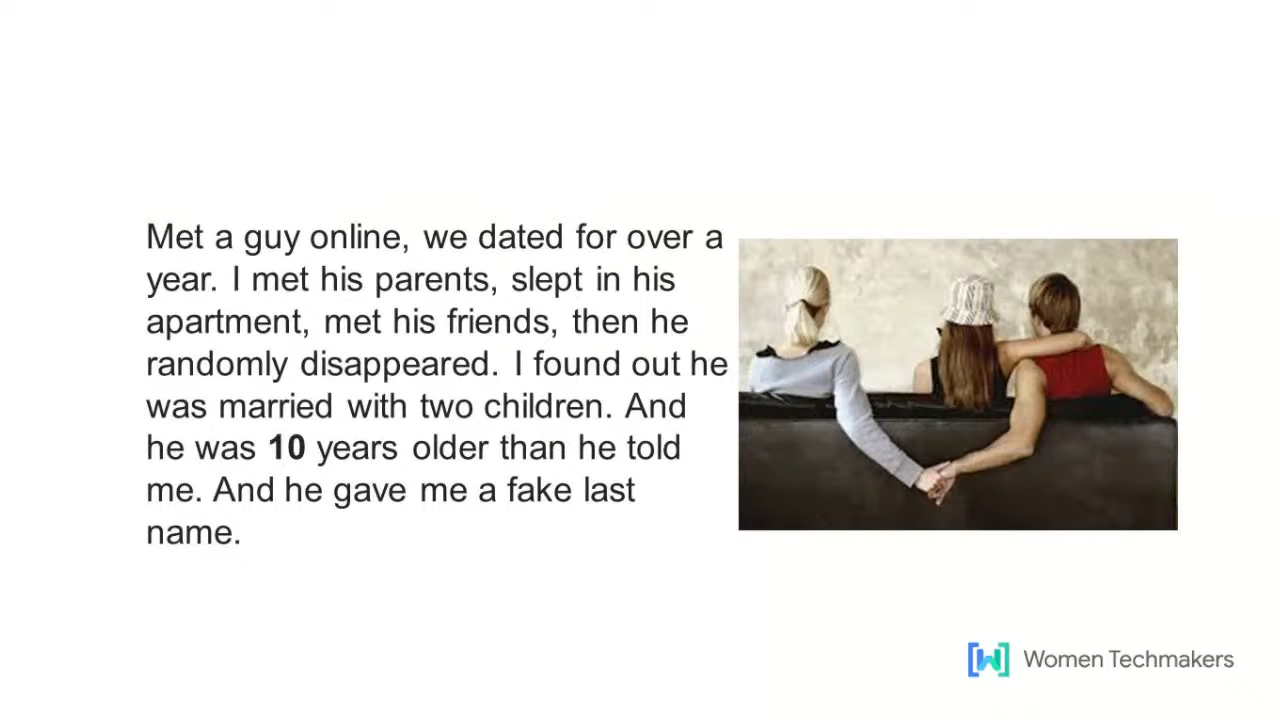 Met a guy online, we dated for over a
year. I met his parents, slept in his
apartment, met his friends, then he
randomly disappeared. I found out he
was married with two children. And
he was 10 years older than he told
me. And he gave me a fake last
name.
Women Techmakers